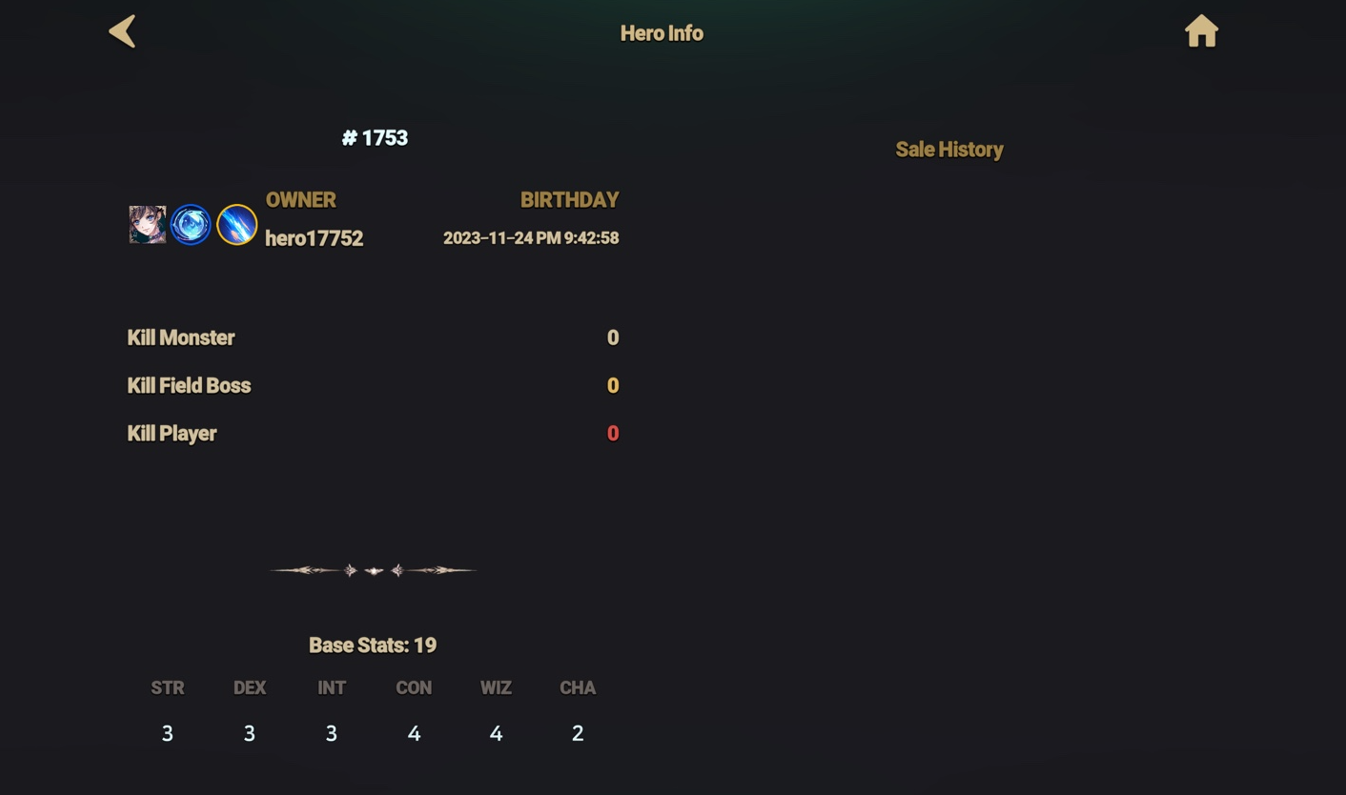 Hero Info
# 1753
Sale History
OWNER BIRTHDAY
hero17752 2023-11-24 PM 9:42:58
Kill Monster 0
Kill Field Boss 0
Kill Player 0
Base Stats: 19
STR DEX INT CON WIZ CHA
3 3 3 4 4 2